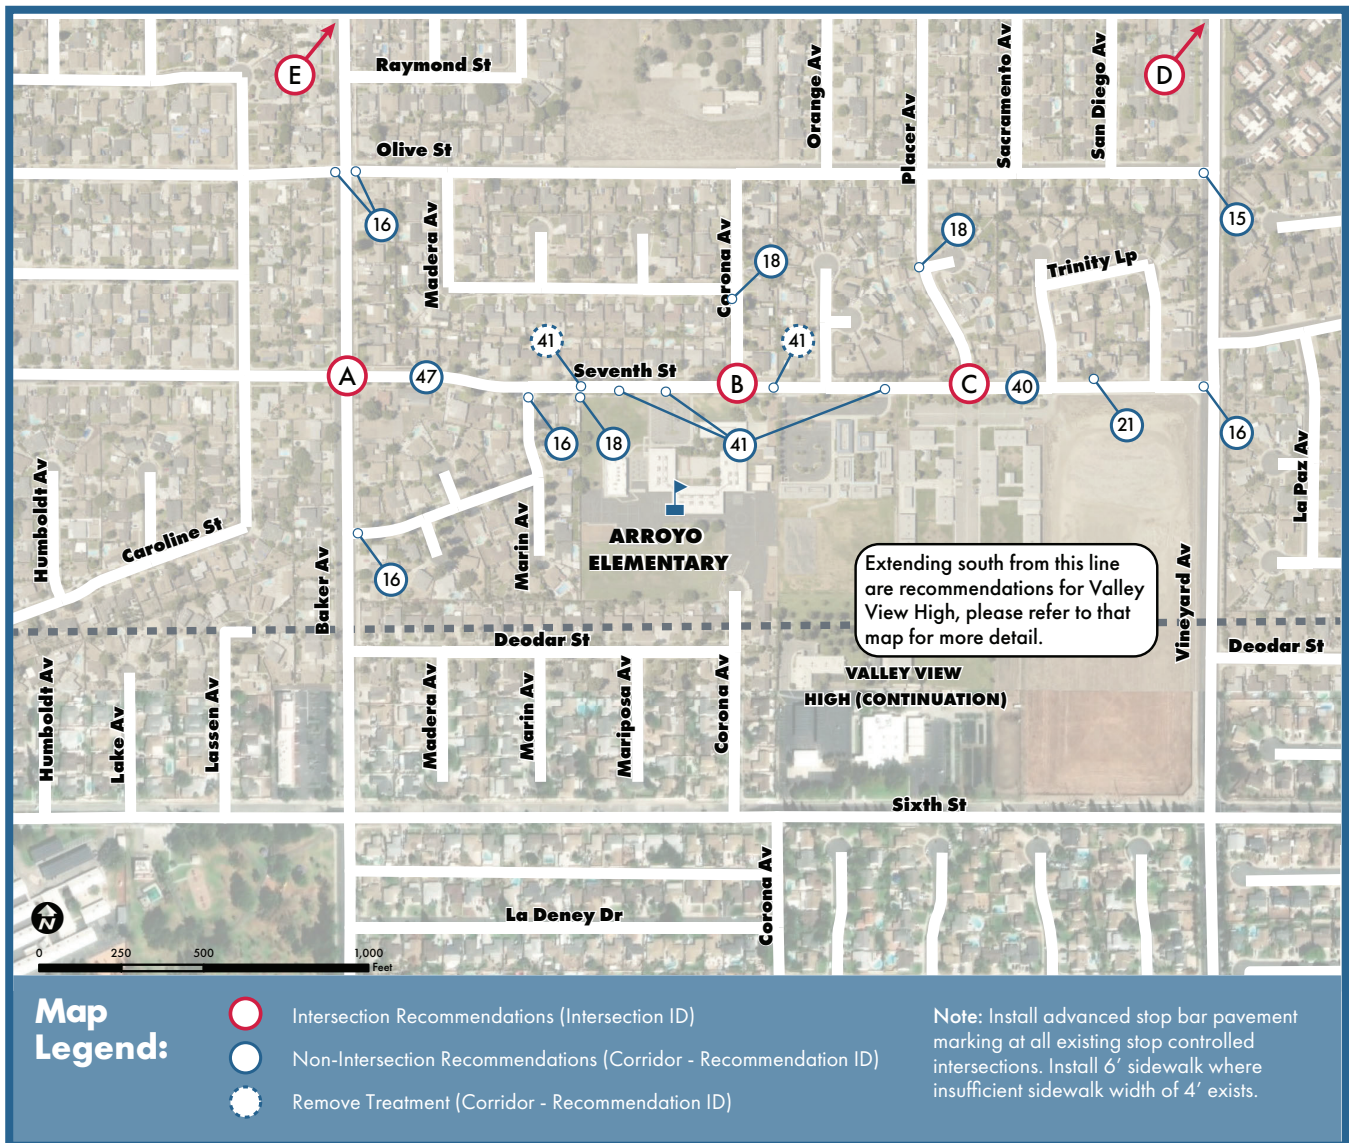 E
D
Raymond St
Orange Av
Placer Av
Sacramento Av
San Diego Av
Olive St
16
Madera Av
Corona Av
18
18
15
Trinity Lp
41
41
Seventh St
A
47
B
C
40
16
18
41
21
16
Humboldt Av
Caroline St
Baker Av
16
Marin Av
ARROYO
ELEMENTARY
La Paz Av
Vineyard Av
Extending south from this line
are recommendations for Valley
View High, please refer to that
map for more detail.
Deodar St
Deodar St
VALLEY VIEW
HIGH (CONTINUATION)
Humboldt Av
Lake Av
Lassen Av
Madera Av
Marin Av
Mariposa Av
Corona Av
Sixth St
Corona Av
La Deney Dr
N
0 250 500 1,000
Feet
Map
Legend:
Intersection Recommendations (Intersection ID)
Non-Intersection Recommendations (Corridor - Recommendation ID)
Remove Treatment (Corridor - Recommendation ID)
Note: Install advanced stop bar pavement
marking at all existing stop controlled
intersections. Install 6’ sidewalk where
insufficient sidewalk width of 4’ exists.